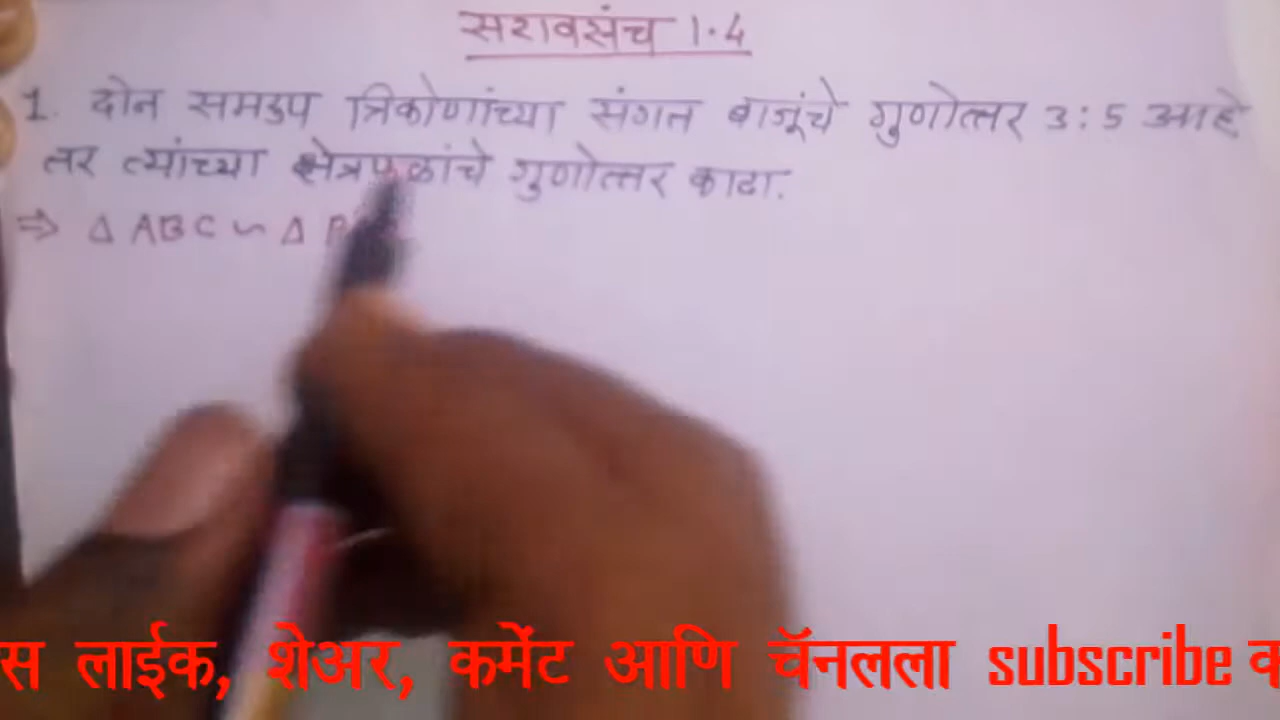 सरावसंच 1.4
1. दोन समरुप त्रिकोणांच्या संगत बाजूंचे गुणोत्तर 3:5 आहे
तर त्यांच्या क्षेत्रफळांचे गुणोत्तर काढा.
⇒ Δ ABC ~ Δ P
स लाईक, शेअर, कमेंट आणि चॅनलला subscribe क